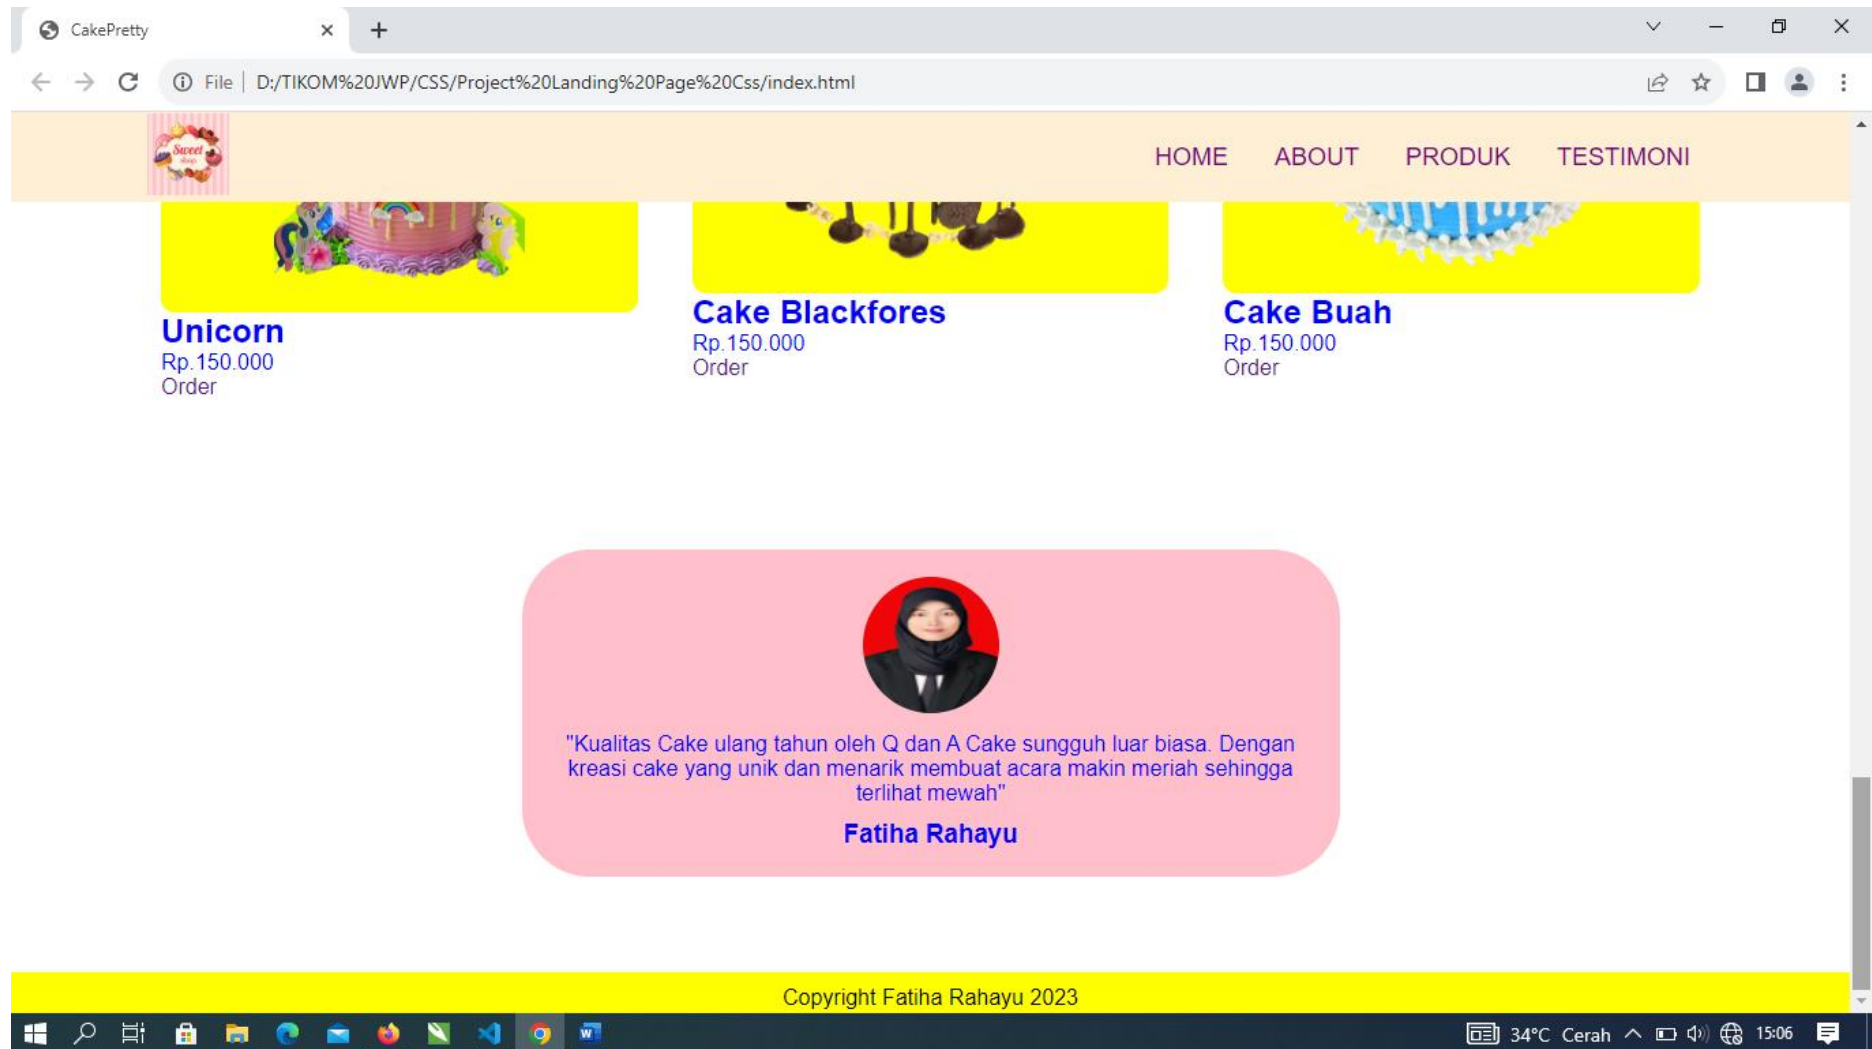 CakePretty
File D:/TIKOM%20JWP/CSS/Project%20Landing%20Page%20Css/index.html
Sweet
shop
HOME ABOUT PRODUK TESTIMONI
Unicorn
Rp.150.000
Order
Cake Blackfores
Rp.150.000
Order
Cake Buah
Rp.150.000
Order
"Kualitas Cake ulang tahun oleh Q dan A Cake sungguh luar biasa. Dengan
kreasi cake yang unik dan menarik membuat acara makin meriah sehingga
terlihat mewah"
Fatiha Rahayu
Copyright Fatiha Rahayu 2023
34°C Cerah 15:06